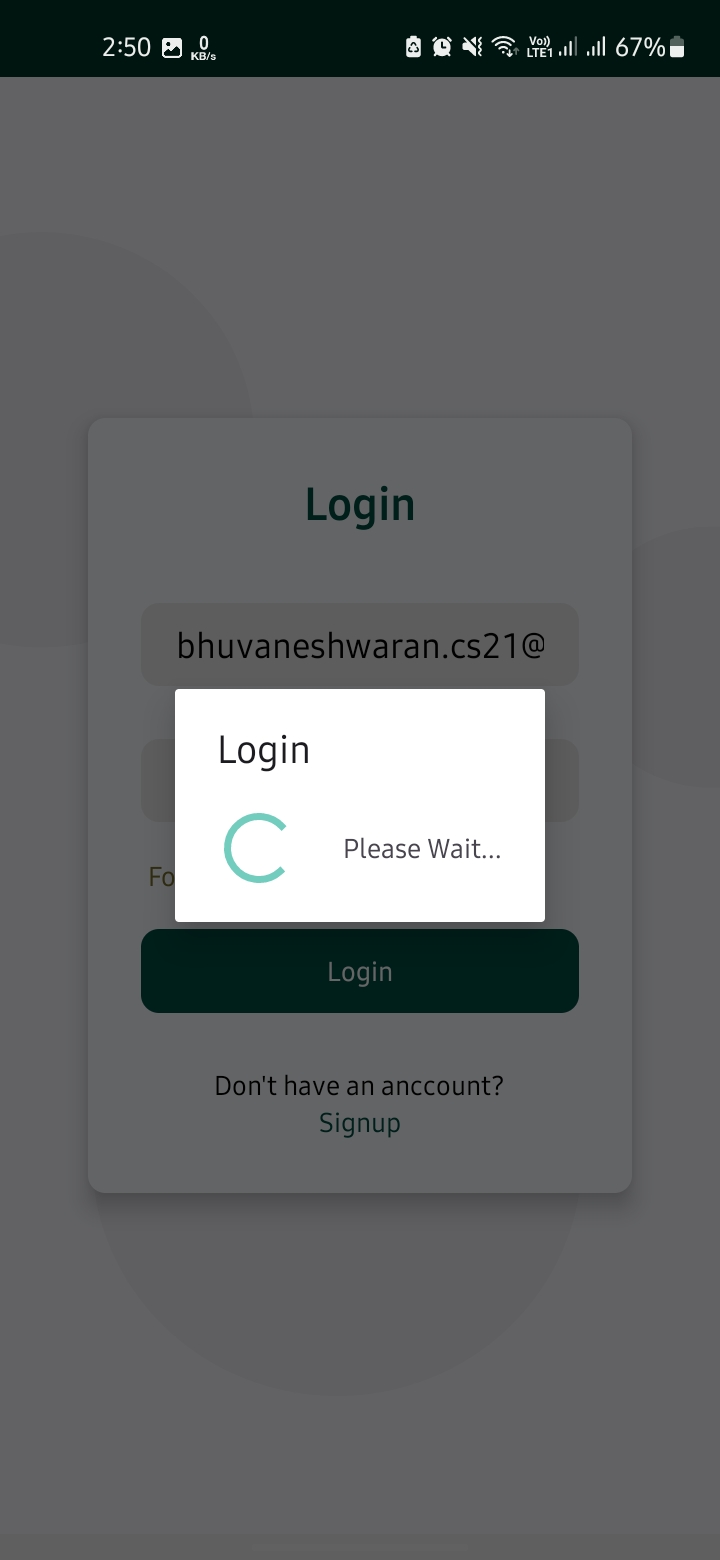 2:50 0 KB/s Vo)) LTE1 67%
Login
bhuvaneshwaran.cs21@
Login
Please Wait...
Fo
Login
Don't have an anccount?
Signup